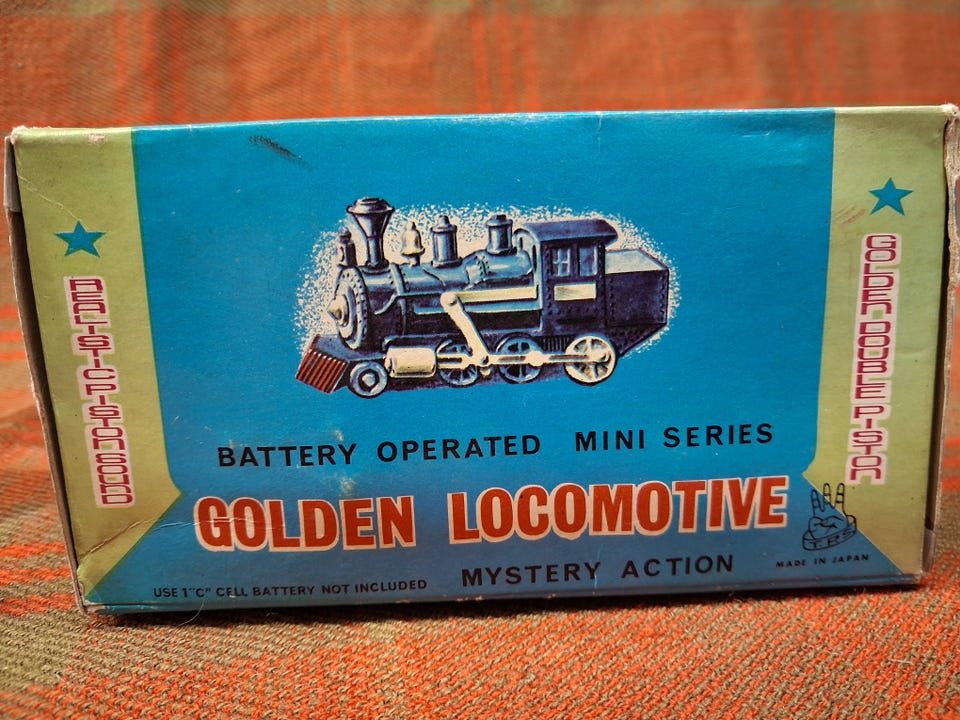 REALISTIC PISTON SOUND
GOLDEN DOUBLE PISTON
BATTERY OPERATED MINI SERIES
GOLDEN LOCOMOTIVE
T.P.S
MADE IN JAPAN
USE 1"C" CELL BATTERY NOT INCLUDED
MYSTERY ACTION